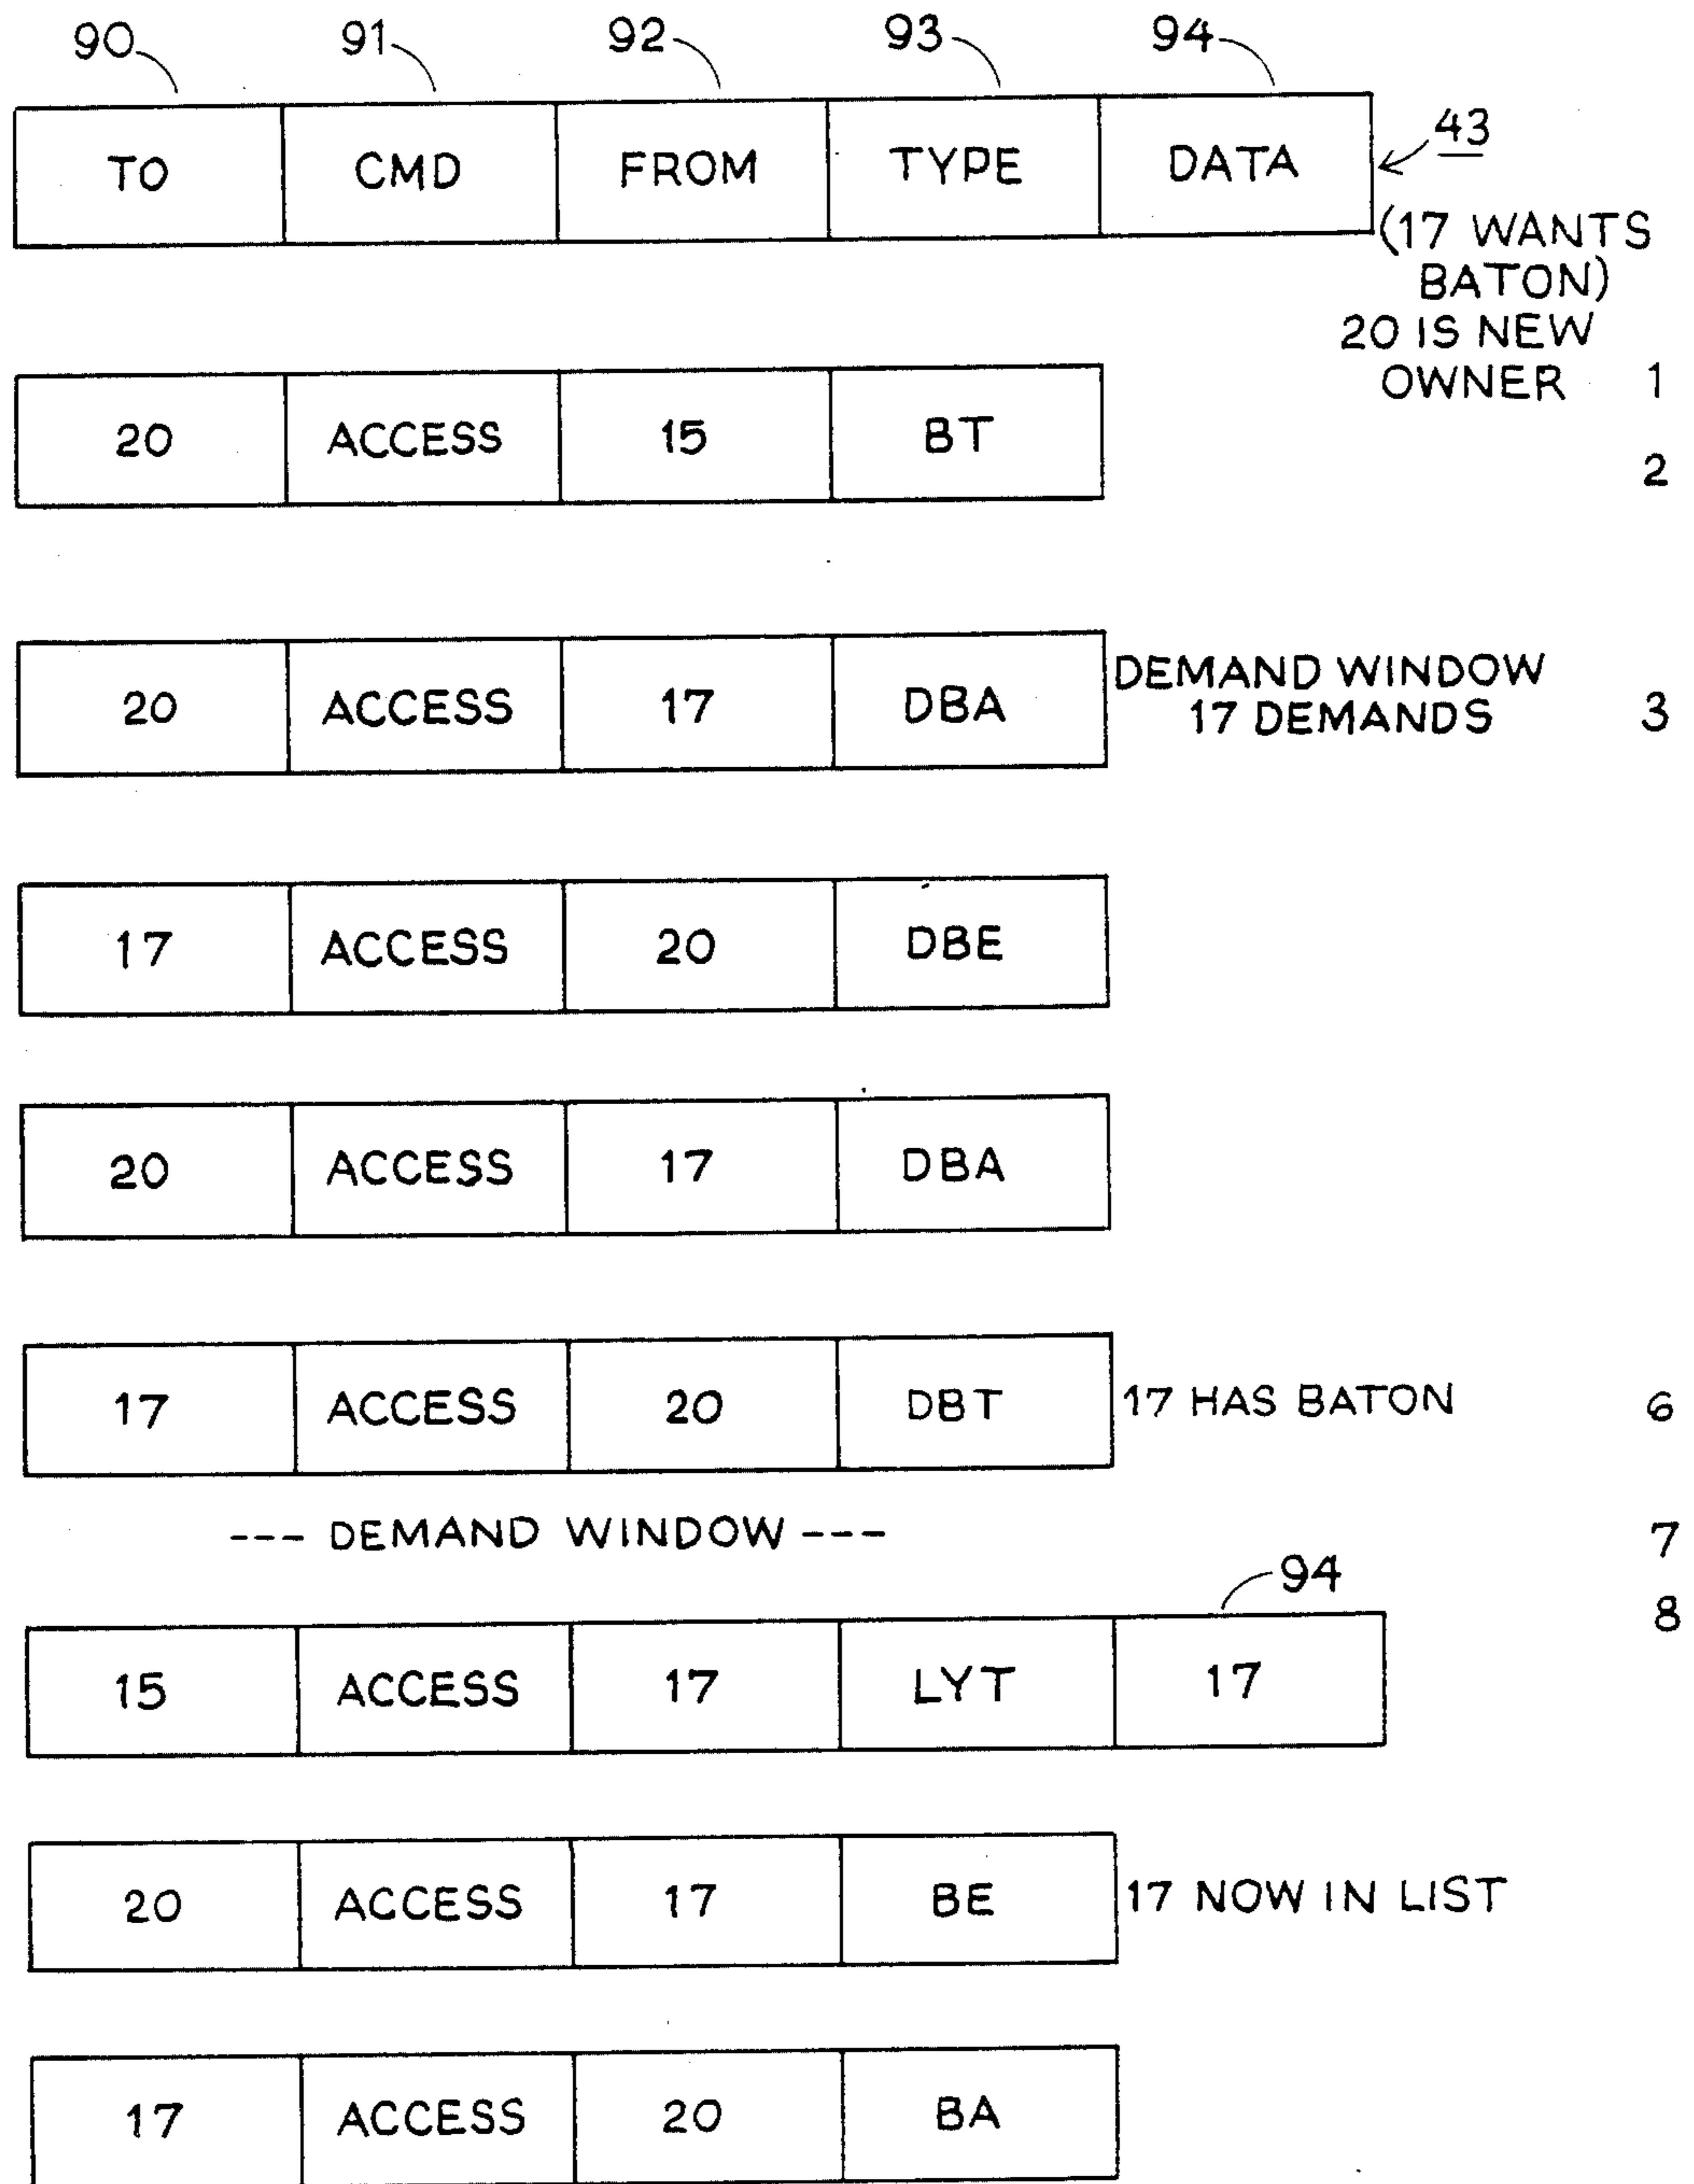 90 91 92 93 94
TO CMD FROM TYPE DATA
43
(17 WANTS
BATON)
20 IS NEW
OWNER 1
20 ACCESS 15 BT
2
DEMAND WINDOW
20 ACCESS 17 DBA 17 DEMANDS 3
17 ACCESS 20 DBE
20 ACCESS 17 DBA
17 ACCESS 20 DBT 17 HAS BATON 6
--- DEMAND WINDOW --- 7
94
8
15 ACCESS 17 LYT 17
20 ACCESS 17 BE 17 NOW IN LIST
17 ACCESS 20 BA